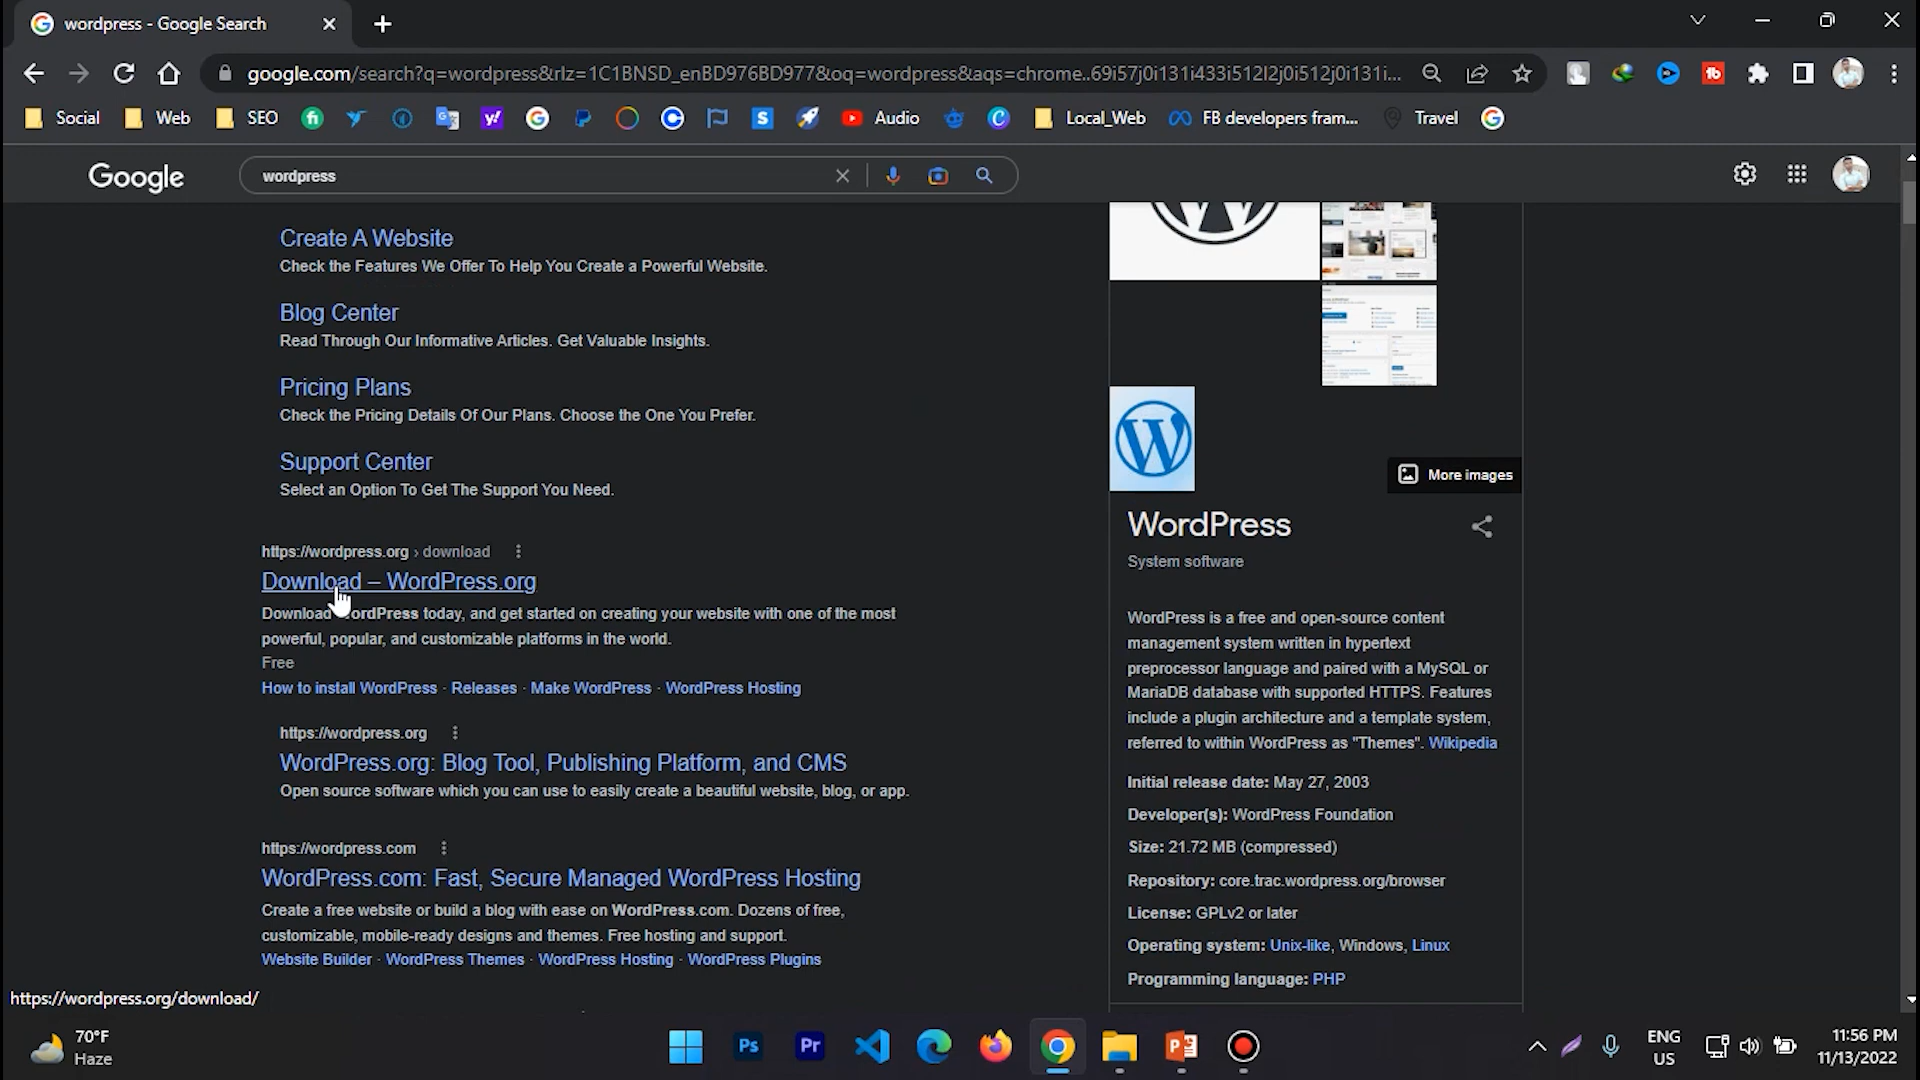 wordpress - Google Search
google.com/search?q=wordpress&rlz=1C1BNSD_enBD976BD977&oq=wordpress&aqs=chrome..69i57j0i131i433i512l2j0i512j0i131i...
Social Web SEO Audio Local_Web FB developers fram... Travel
Google wordpress
Create A Website
Check the Features We Offer To Help You Create a Powerful Website.
Blog Center
Read Through Our Informative Articles. Get Valuable Insights.
Pricing Plans
Check the Pricing Details Of Our Plans. Choose the One You Prefer.
Support Center
Select an Option To Get The Support You Need.
https://wordpress.org › download
Download – WordPress.org
Download WordPress today, and get started on creating your website with one of the most
powerful, popular, and customizable platforms in the world.
Free
How to install WordPress · Releases · Make WordPress · WordPress Hosting
https://wordpress.org
WordPress.org: Blog Tool, Publishing Platform, and CMS
Open source software which you can use to easily create a beautiful website, blog, or app.
https://wordpress.com
WordPress.com: Fast, Secure Managed WordPress Hosting
Create a free website or build a blog with ease on WordPress.com. Dozens of free,
customizable, mobile-ready designs and themes. Free hosting and support.
Website Builder · WordPress Themes · WordPress Hosting · WordPress Plugins
https://wordpress.org/download/
More images
WordPress
System software
WordPress is a free and open-source content
management system written in hypertext
preprocessor language and paired with a MySQL or
MariaDB database with supported HTTPS. Features
include a plugin architecture and a template system,
referred to within WordPress as "Themes". Wikipedia
Initial release date: May 27, 2003
Developer(s): WordPress Foundation
Size: 21.72 MB (compressed)
Repository: core.trac.wordpress.org/browser
License: GPLv2 or later
Operating system: Unix-like, Windows, Linux
Programming language: PHP
70°F
Haze
Ps
Pr
ENG
US
11:56 PM
11/13/2022